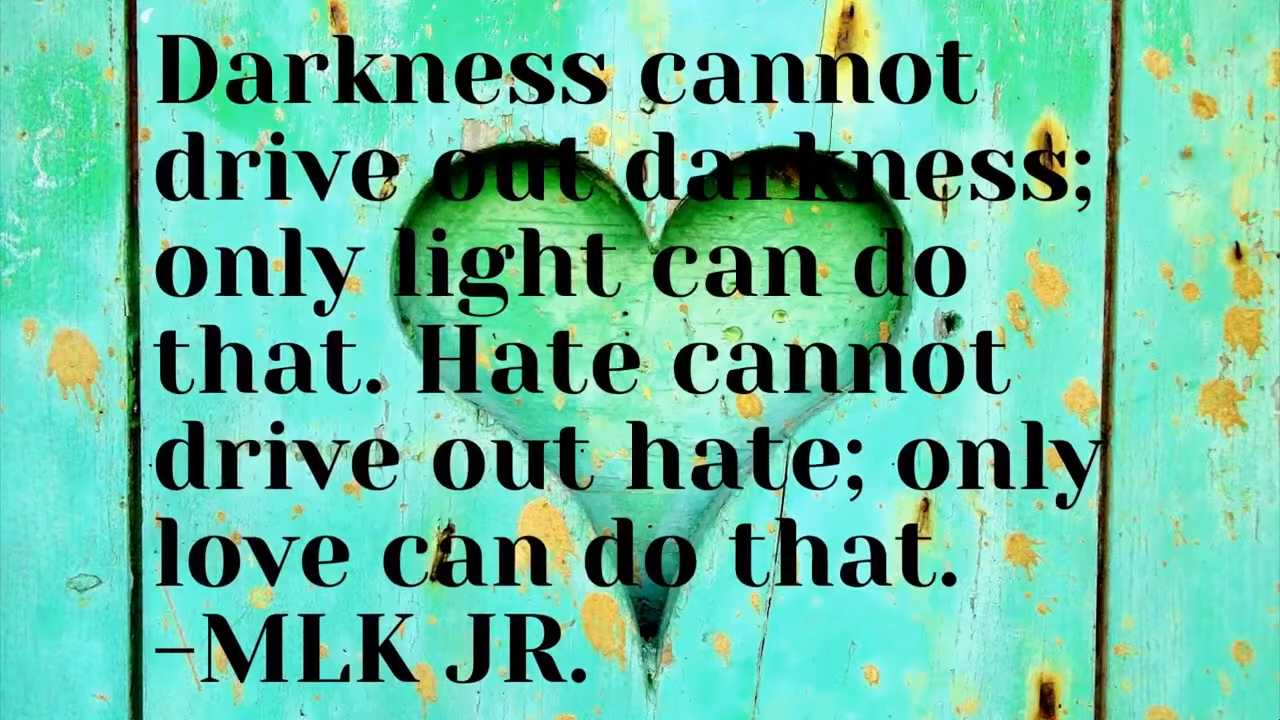 Darkness cannot
drive out darkness;
only light can do
that. Hate cannot
drive out hate; only
love can do that.
-MLK JR.